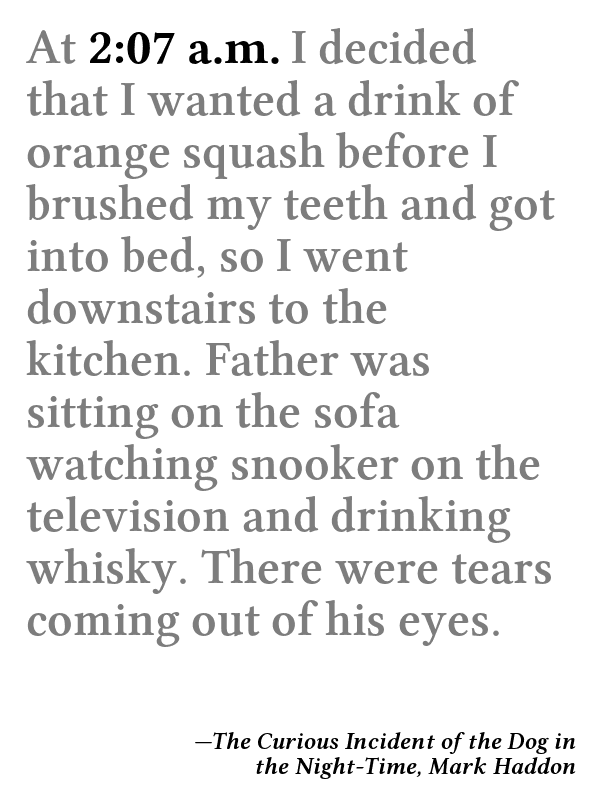 At 2:07 a.m. I decided
that I wanted a drink of
orange squash before I
brushed my teeth and got
into bed, so I went
downstairs to the
kitchen. Father was
sitting on the sofa
watching snooker on the
television and drinking
whisky. There were tears
coming out of his eyes.
—The Curious Incident of the Dog in
the Night-Time, Mark Haddon